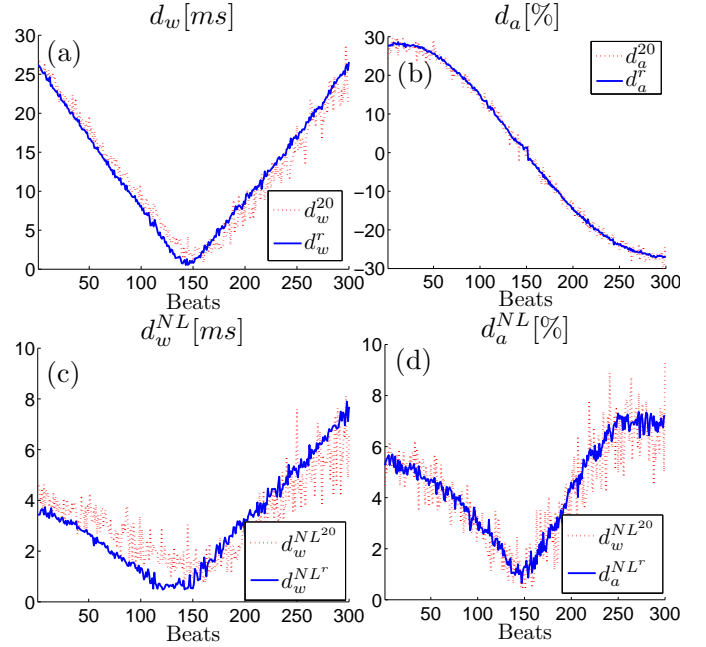 d_w[ms]
(a)
30
25
20
15
10
5
0
50 100 150 200 250 300
Beats
d_w^{20}
d_w^r
d_a[%]
(b)
30
20
10
0
−10
−20
−30
50 100 150 200 250 300
Beats
d_a^{20}
d_a^r
d_w^{NL}[ms]
(c)
10
8
6
4
2
0
50 100 150 200 250 300
Beats
d_w^{NL^{20}}
d_w^{NL^r}
d_a^{NL}[%]
(d)
10
8
6
4
2
0
50 100 150 200 250 300
Beats
d_w^{NL^{20}}
d_a^{NL^r}